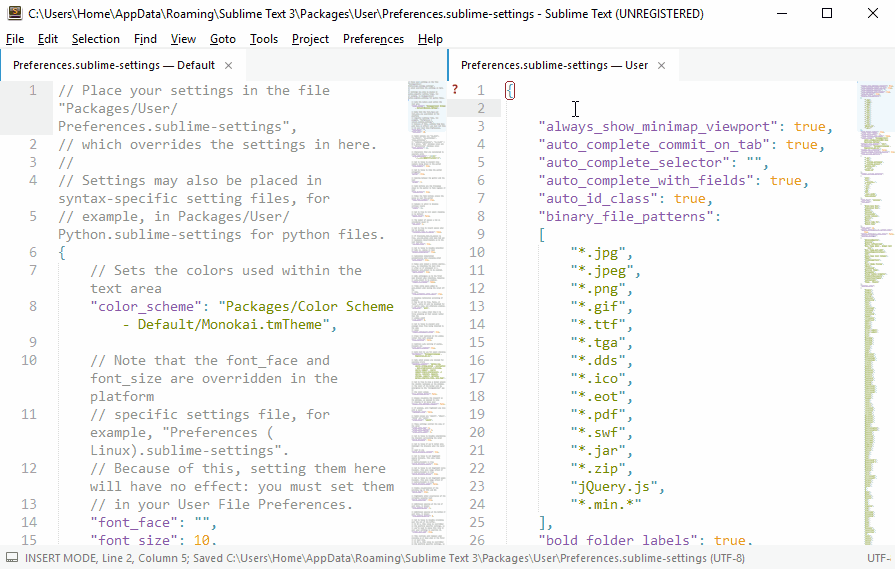 C:\Users\Home\AppData\Roaming\Sublime Text 3\Packages\User\Preferences.sublime-settings - Sublime Text (UNREGISTERED)
File Edit Selection Find View Goto Tools Project Preferences Help
Preferences.sublime-settings — Default ×
1 // Place your settings in the file
"Packages/User/
Preferences.sublime-settings",
2 // which overrides the settings in here.
3 //
4 // Settings may also be placed in
syntax-specific setting files, for
5 // example, in Packages/User/
Python.sublime-settings for python files.
6 {
7 // Sets the colors used within the
text area
8 "color_scheme": "Packages/Color Scheme
- Default/Monokai.tmTheme",
9
10 // Note that the font_face and
font_size are overridden in the
platform
11 // specific settings file, for
example, "Preferences (
Linux).sublime-settings".
12 // Because of this, setting them here
will have no effect: you must set them
13 // in your User File Preferences.
14 "font_face": "",
15 "font_size": 10,
Preferences.sublime-settings — User ×
? 1 {
2
3 "always_show_minimap_viewport": true,
4 "auto_complete_commit_on_tab": true,
5 "auto_complete_selector": "",
6 "auto_complete_with_fields": true,
7 "auto_id_class": true,
8 "binary_file_patterns":
9 [
10 "*.jpg",
11 "*.jpeg",
12 "*.png",
13 "*.gif",
14 "*.ttf",
15 "*.tga",
16 "*.dds",
17 "*.ico",
18 "*.eot",
19 "*.pdf",
20 "*.swf",
21 "*.jar",
22 "*.zip",
23 "jQuery.js",
24 "*.min.*"
25 ],
26 "bold_folder_labels": true,
INSERT MODE, Line 2, Column 5; Saved C:\Users\Home\AppData\Roaming\Sublime Text 3\Packages\User\Preferences.sublime-settings (UTF-8)
UTF-